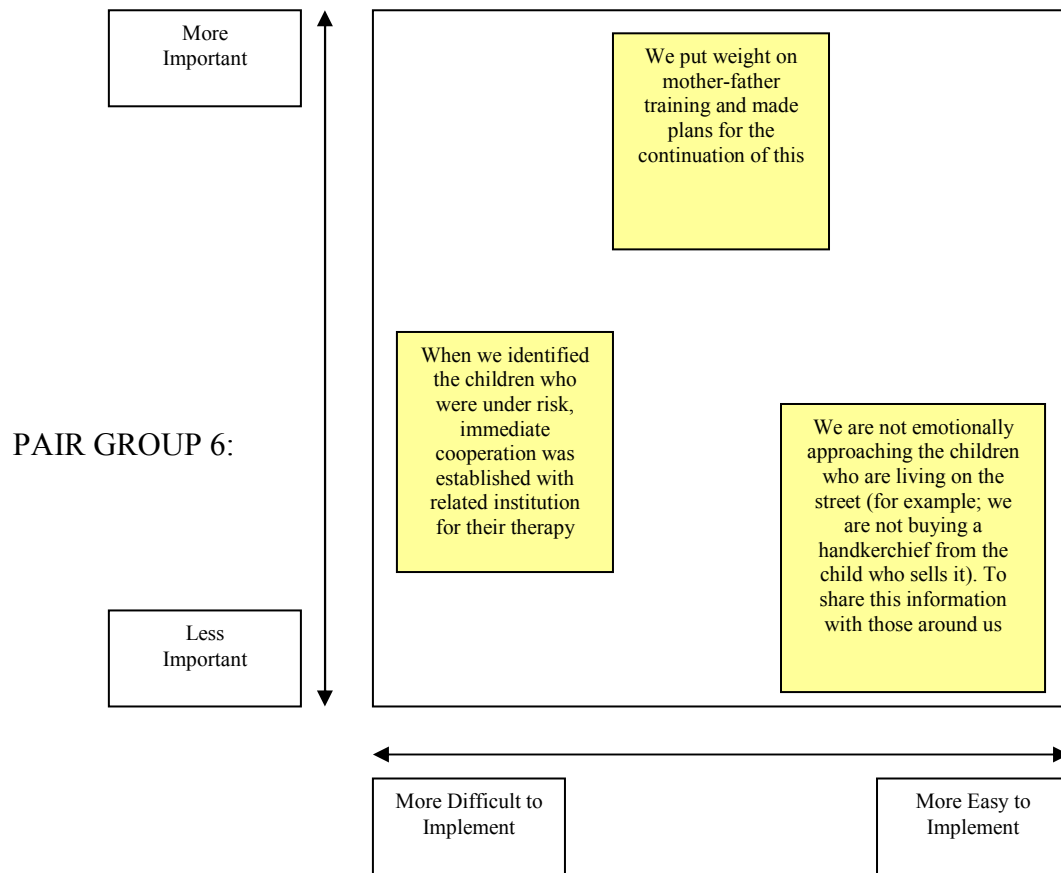 More
Important
We put weight on
mother-father
training and made
plans for the
continuation of this
When we identified
the children who
were under risk,
immediate
cooperation was
established with
related institution
for their therapy
PAIR GROUP 6:
We are not emotionally
approaching the children
who are living on the
street (for example; we
are not buying a
handkerchief from the
child who sells it). To
share this information
with those around us
Less
Important
More Difficult to
Implement
More Easy to
Implement